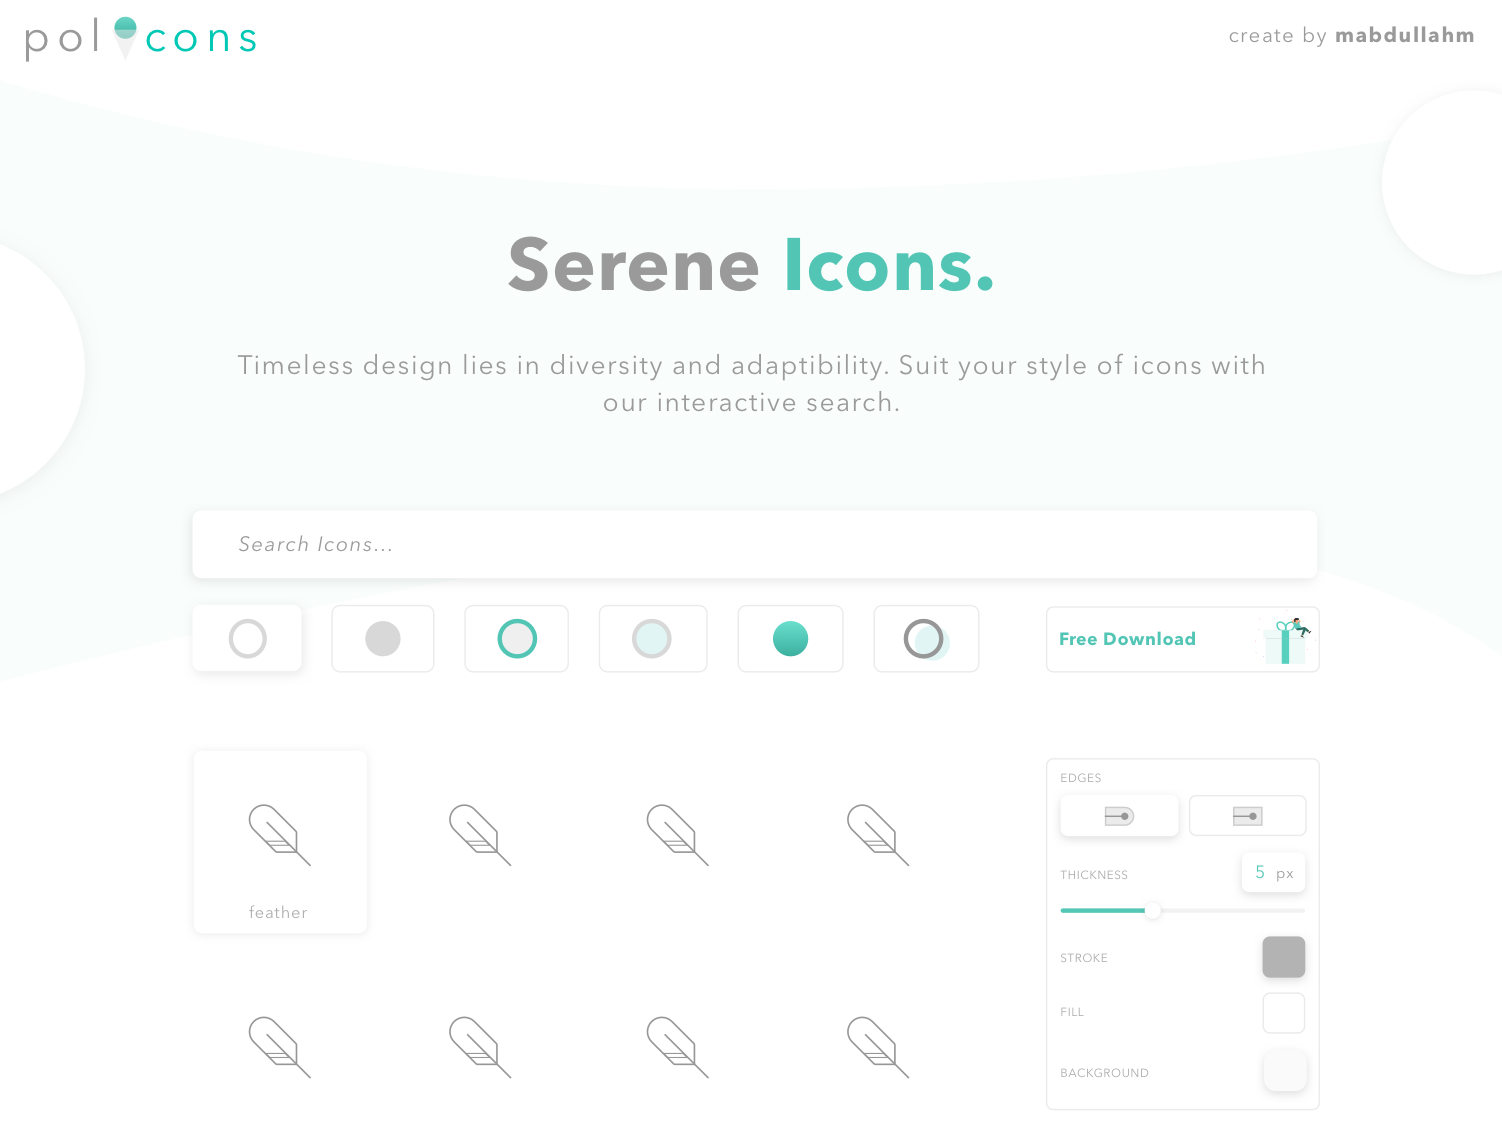 pol cons
create by mabdullahm
Serene Icons.
Timeless design lies in diversity and adaptibility. Suit your style of icons with
our interactive search.
Search Icons...
Free Download
EDGES
THICKNESS
5 px
feather
STROKE
FILL
BACKGROUND